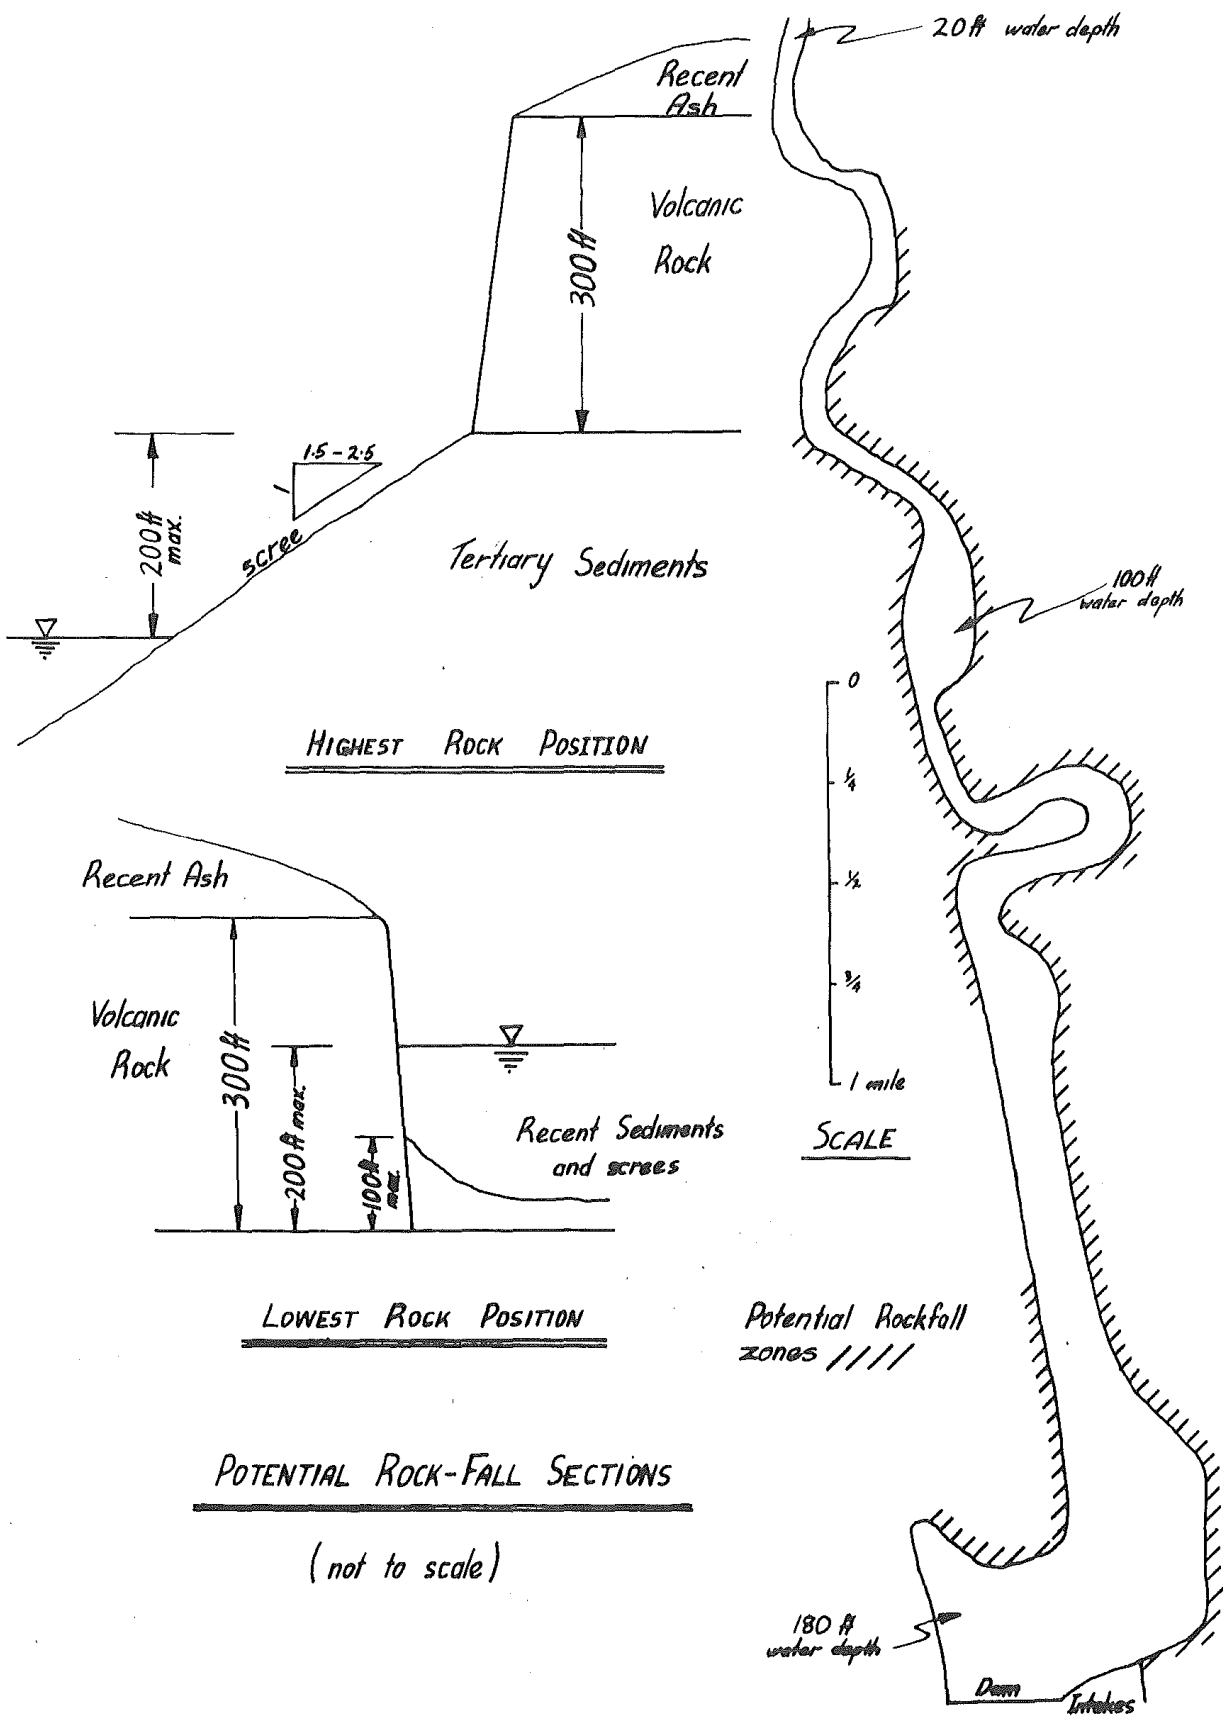 20 ft water depth
Recent
Ash
Volcanic
Rock
300 ft
200 ft
max.
1.5 - 2.5
1
scree
Tertiary Sediments
100 ft
water depth
HIGHEST ROCK POSITION
0
1/4
1/2
3/4
1 mile
SCALE
Recent Ash
Volcanic
Rock
300 ft
200 ft max.
100 ft
max.
Recent Sediments
and screes
LOWEST ROCK POSITION
Potential Rockfall
zones ////
POTENTIAL ROCK-FALL SECTIONS
(not to scale)
180 ft
water depth
Dam
Intakes